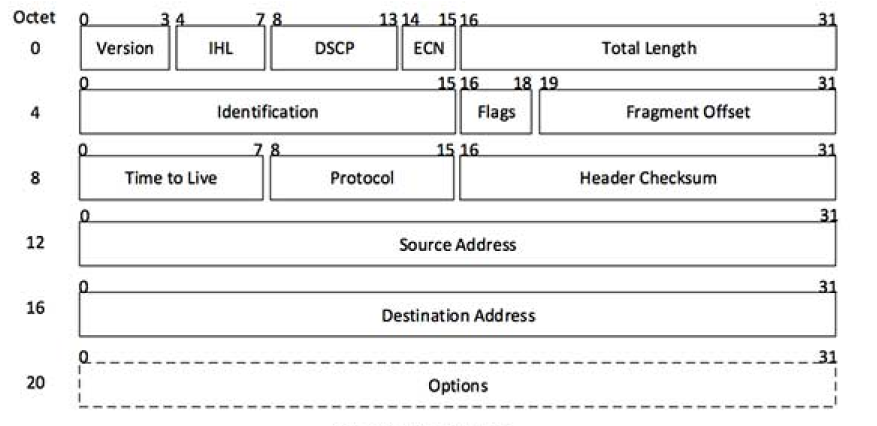 Octet 0 3 4 7 8 13 14 15 16 31
0 Version IHL DSCP ECN Total Length
0 15 16 18 19 31
4 Identification Flags Fragment Offset
0 7 8 15 16 31
8 Time to Live Protocol Header Checksum
0 31
12 Source Address
0 31
16 Destination Address
0 31
20 Options